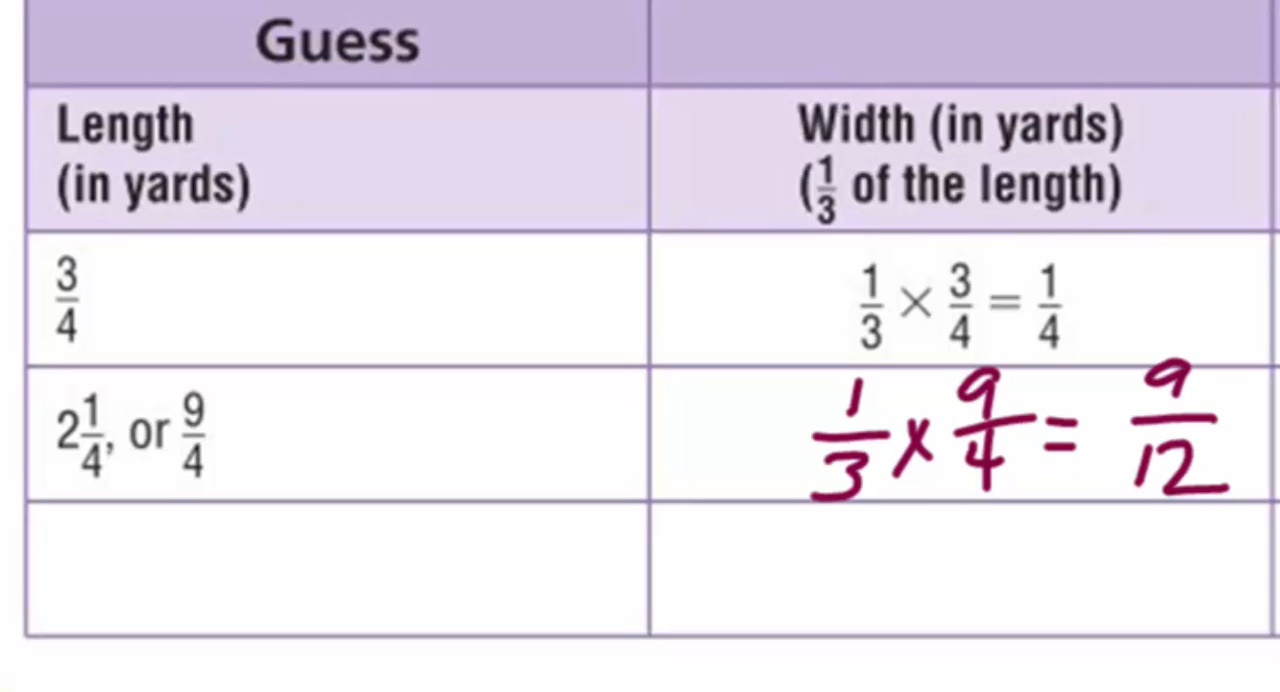 Guess
Length
(in yards)
Width (in yards)
(1/3 of the length)
3/4
1/3 × 3/4 = 1/4
2 1/4, or 9/4
1/3 x 9/4 = 9/12